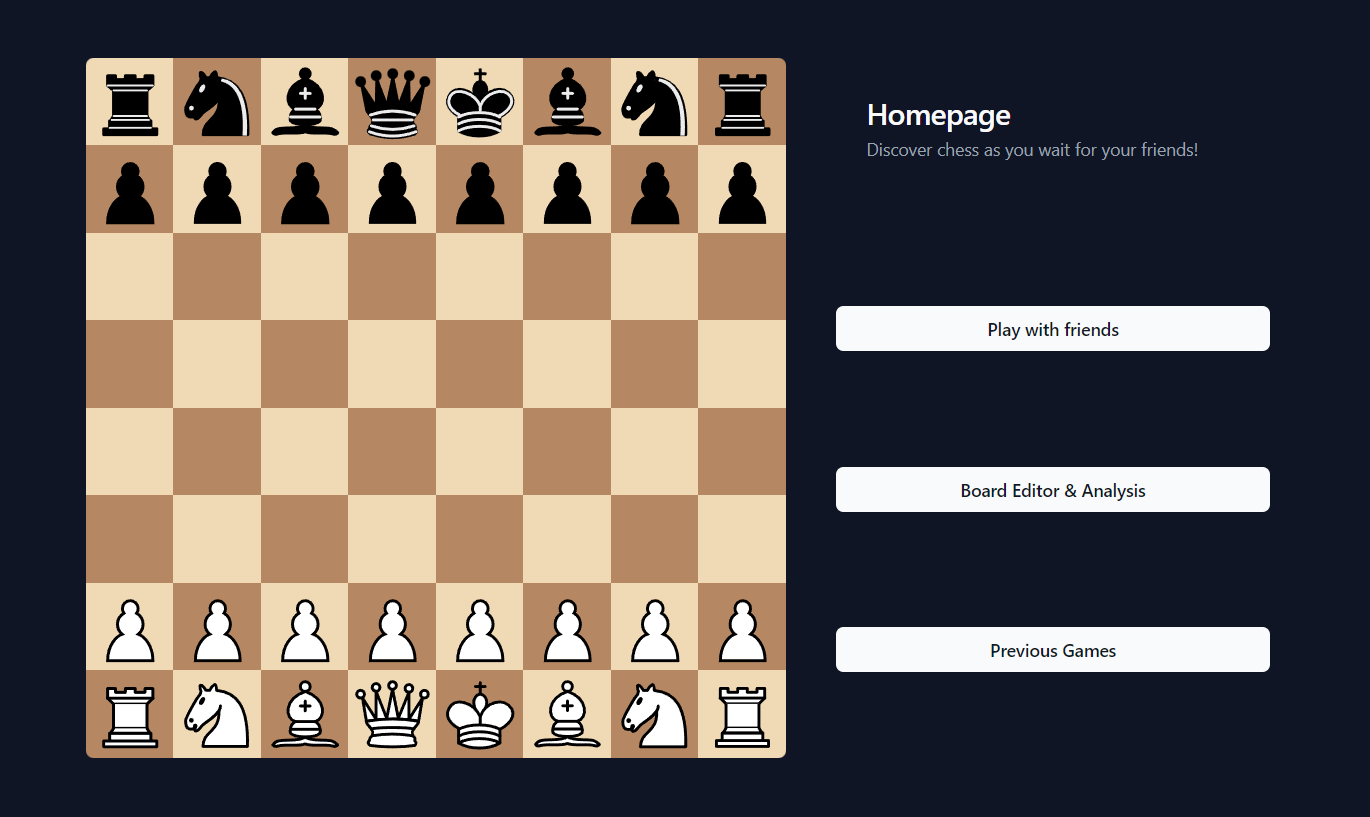 Homepage
Discover chess as you wait for your friends!
Play with friends
Board Editor & Analysis
Previous Games